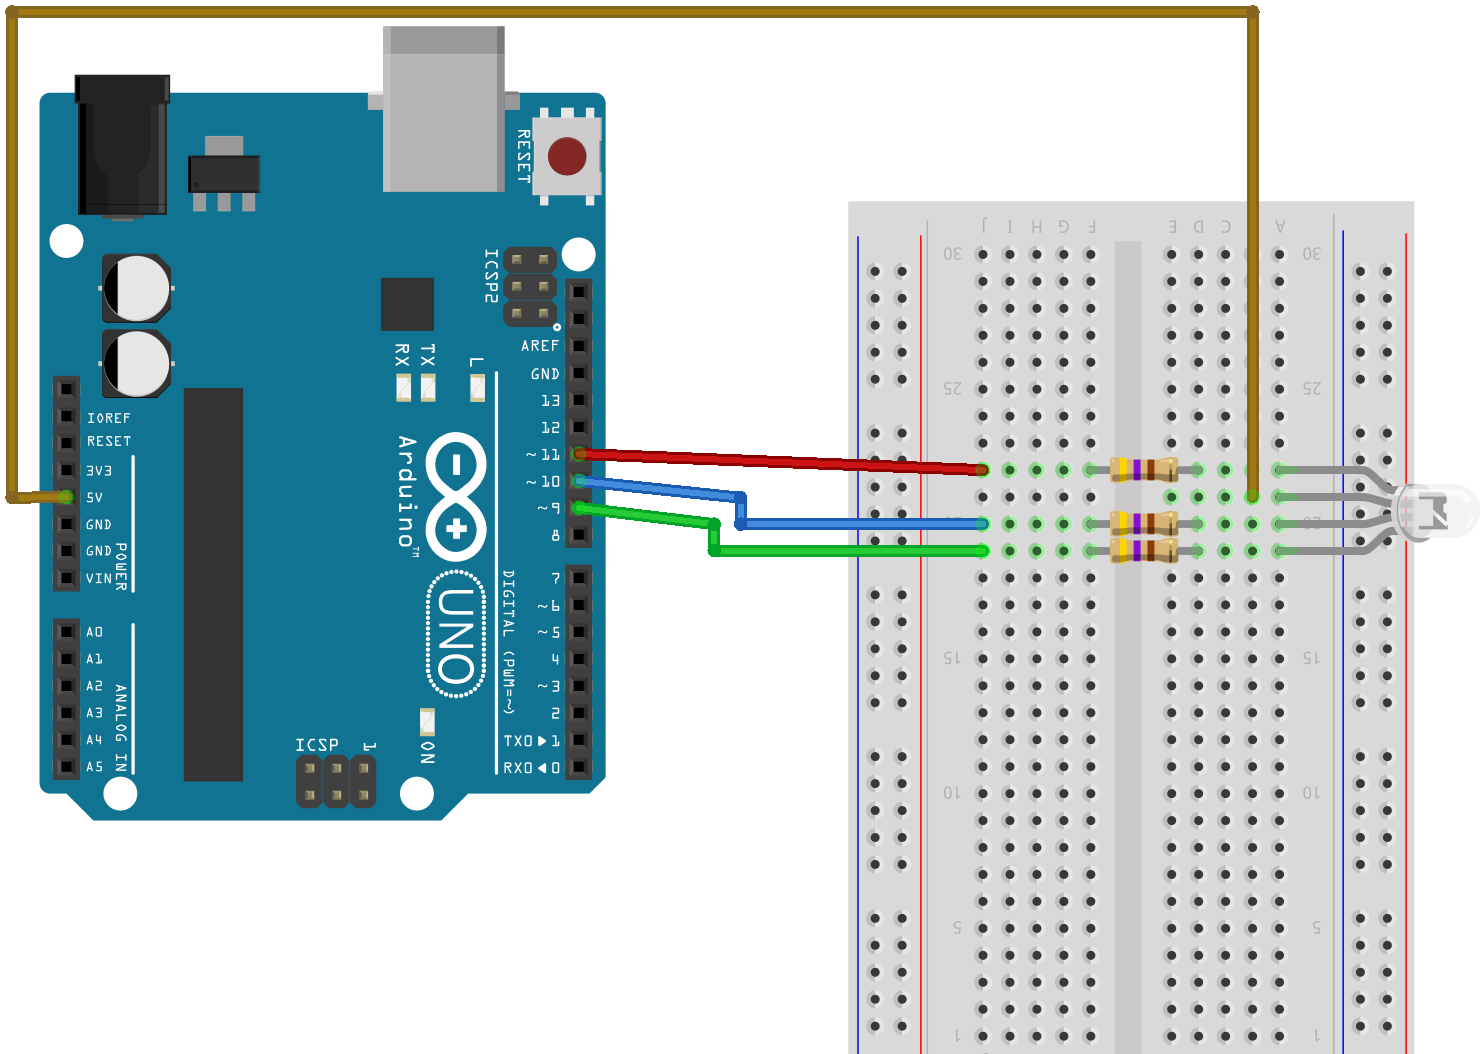 RESET
ICSP2
AREF
GND
13
12
~11
~10
~9
8
7
~6
~5
4
~3
2
TX0▶1
RX0◀0
RX
TX
L
IOREF
RESET
3V3
5V
GND
GND
VIN
POWER
A0
A1
A2
A3
A4
A5
ANALOG IN
Arduino™
UNO
DIGITAL (PWM=~)
ICSP
1
ON
J I H G F E D C A
30 30
25 25
20 20
15 15
10 10
5 5
1 1